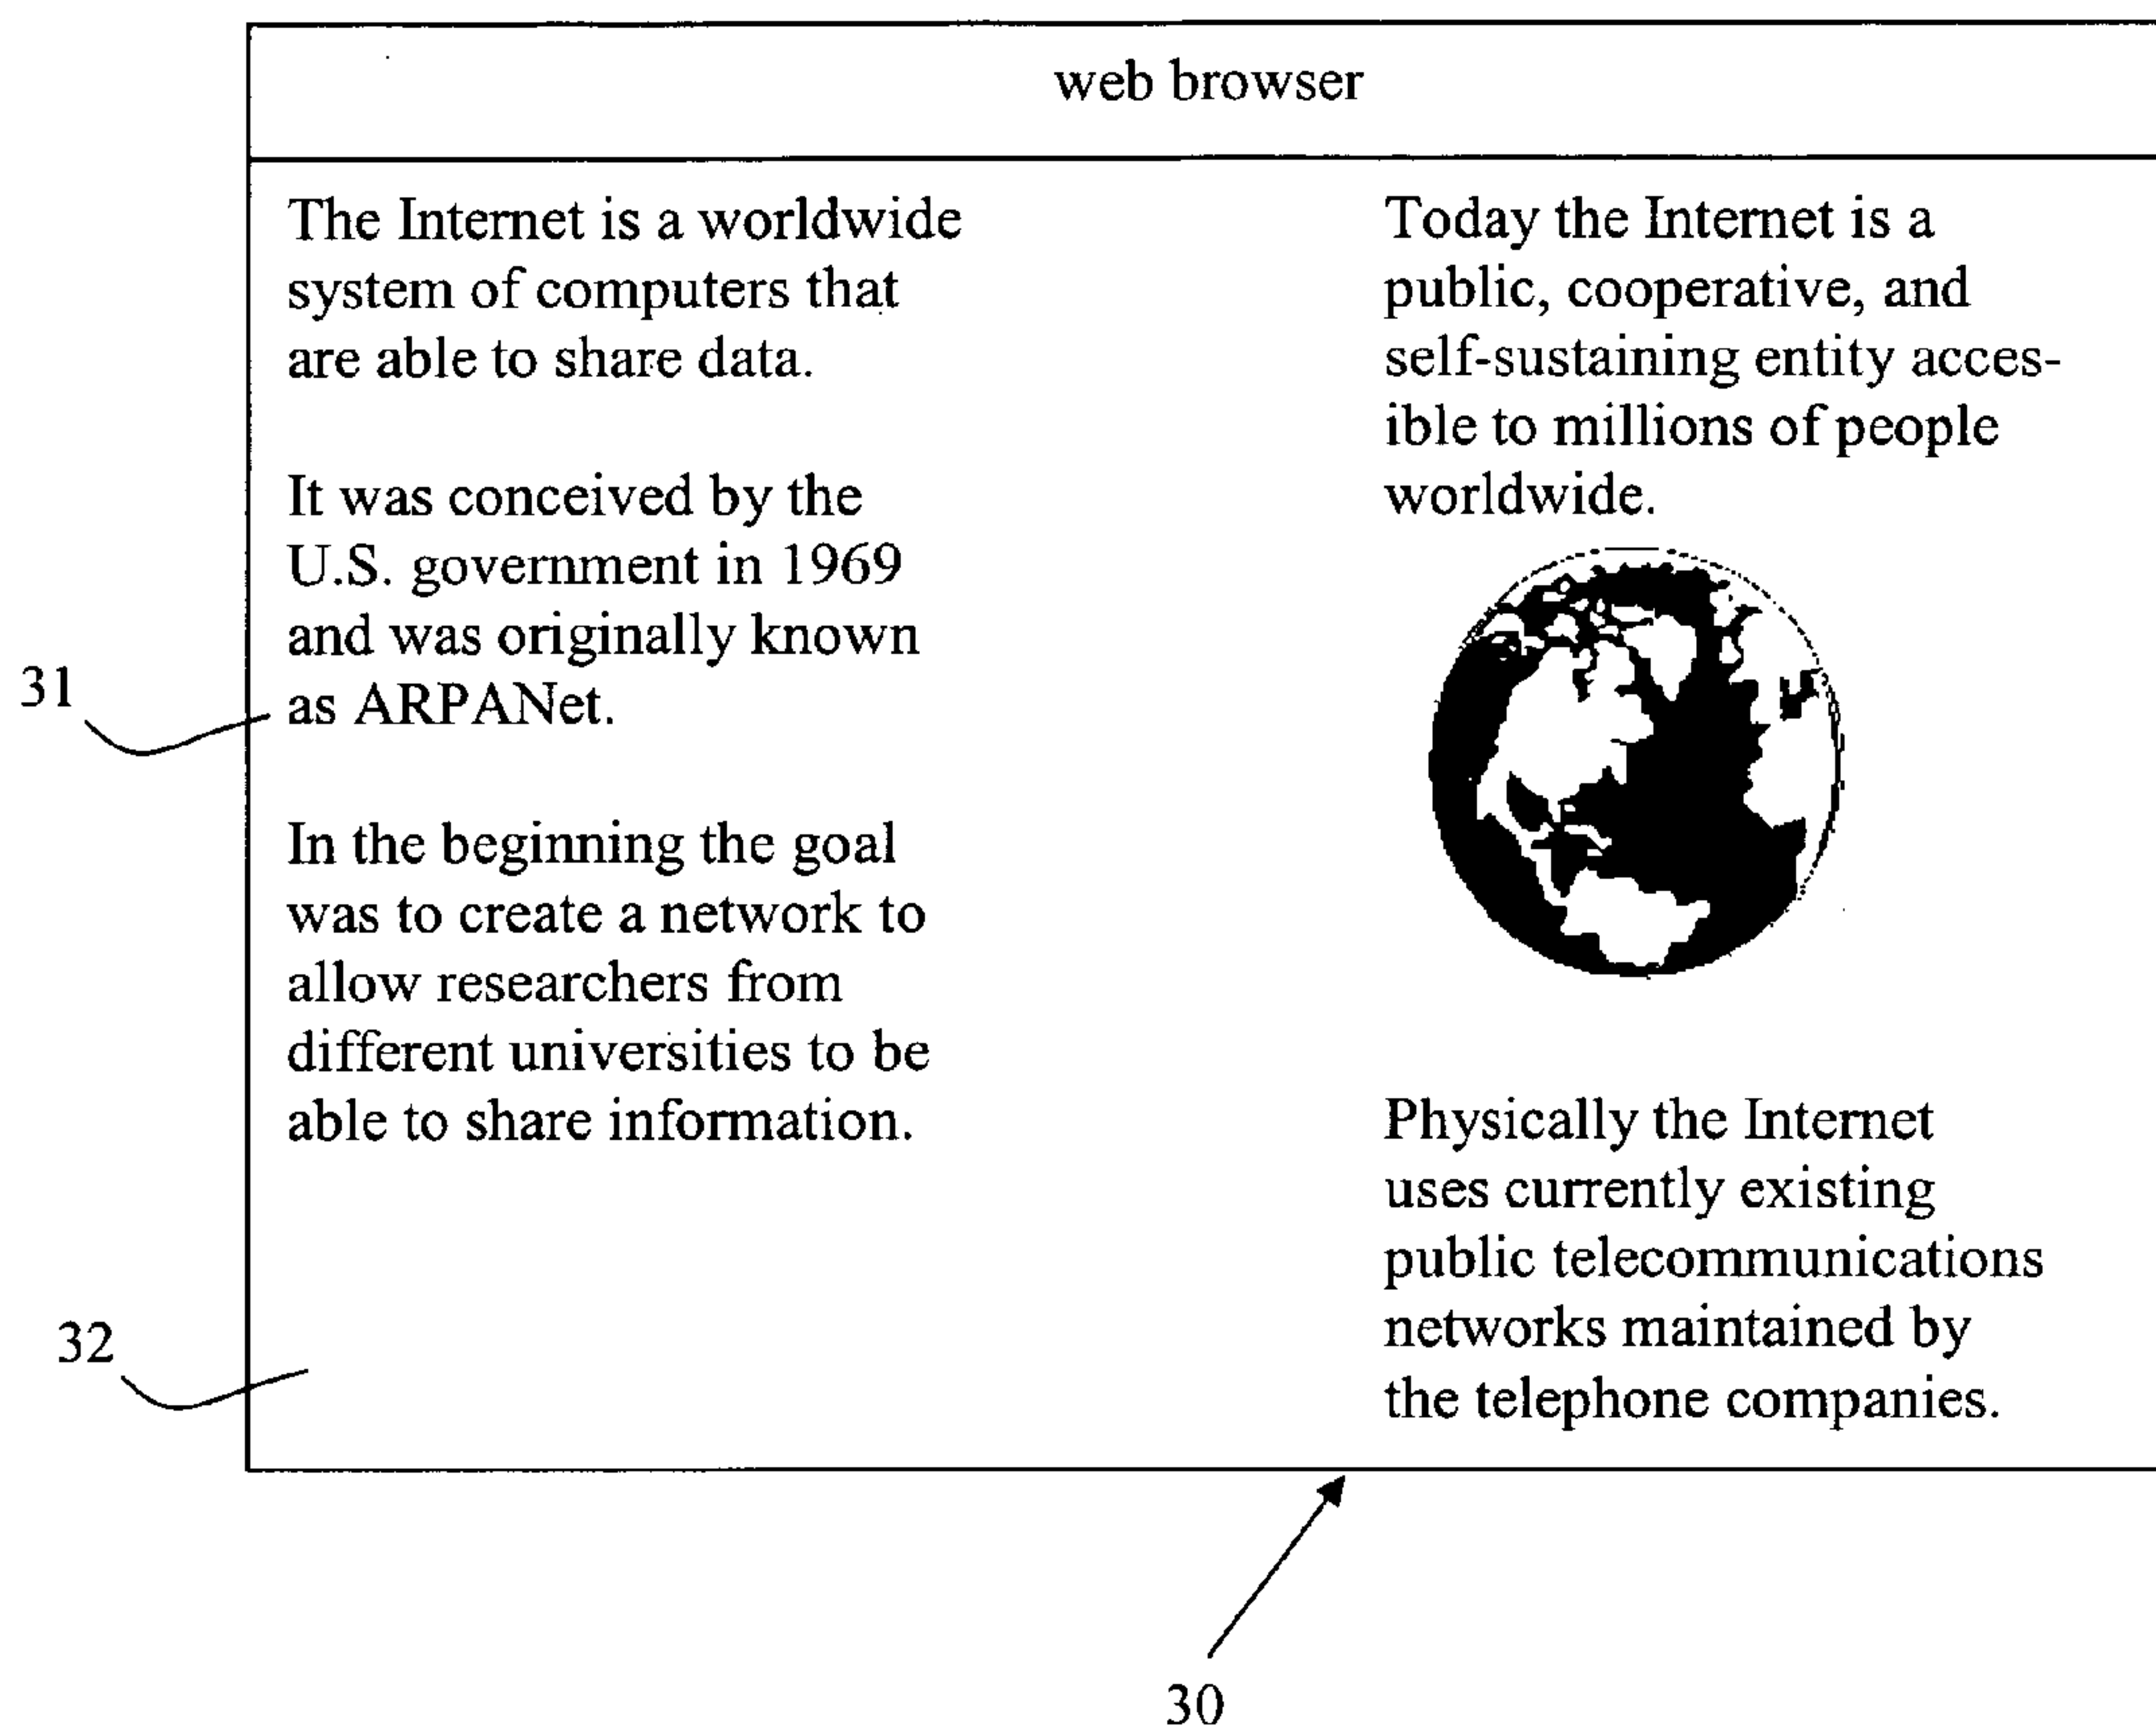 web browser
The Internet is a worldwide
system of computers that
are able to share data.
It was conceived by the
U.S. government in 1969
and was originally known
as ARPANet.
In the beginning the goal
was to create a network to
allow researchers from
different universities to be
able to share information.
Today the Internet is a
public, cooperative, and
self-sustaining entity acces-
ible to millions of people
worldwide.
Physically the Internet
uses currently existing
public telecommunications
networks maintained by
the telephone companies.
31
32
30